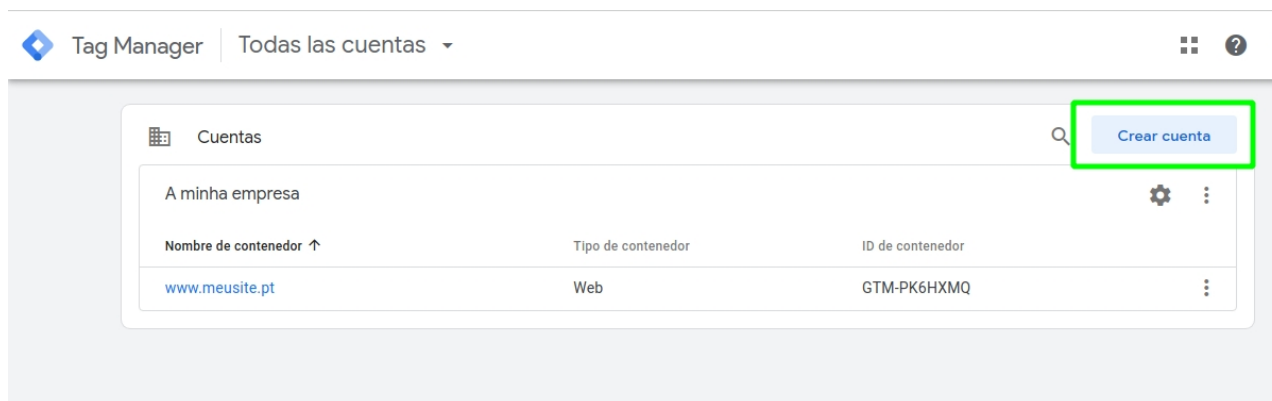 Tag Manager Todas las cuentas
Cuentas Crear cuenta
A minha empresa
Nombre de contenedor Tipo de contenedor ID de contenedor
www.meusite.pt Web GTM-PK6HXMQ